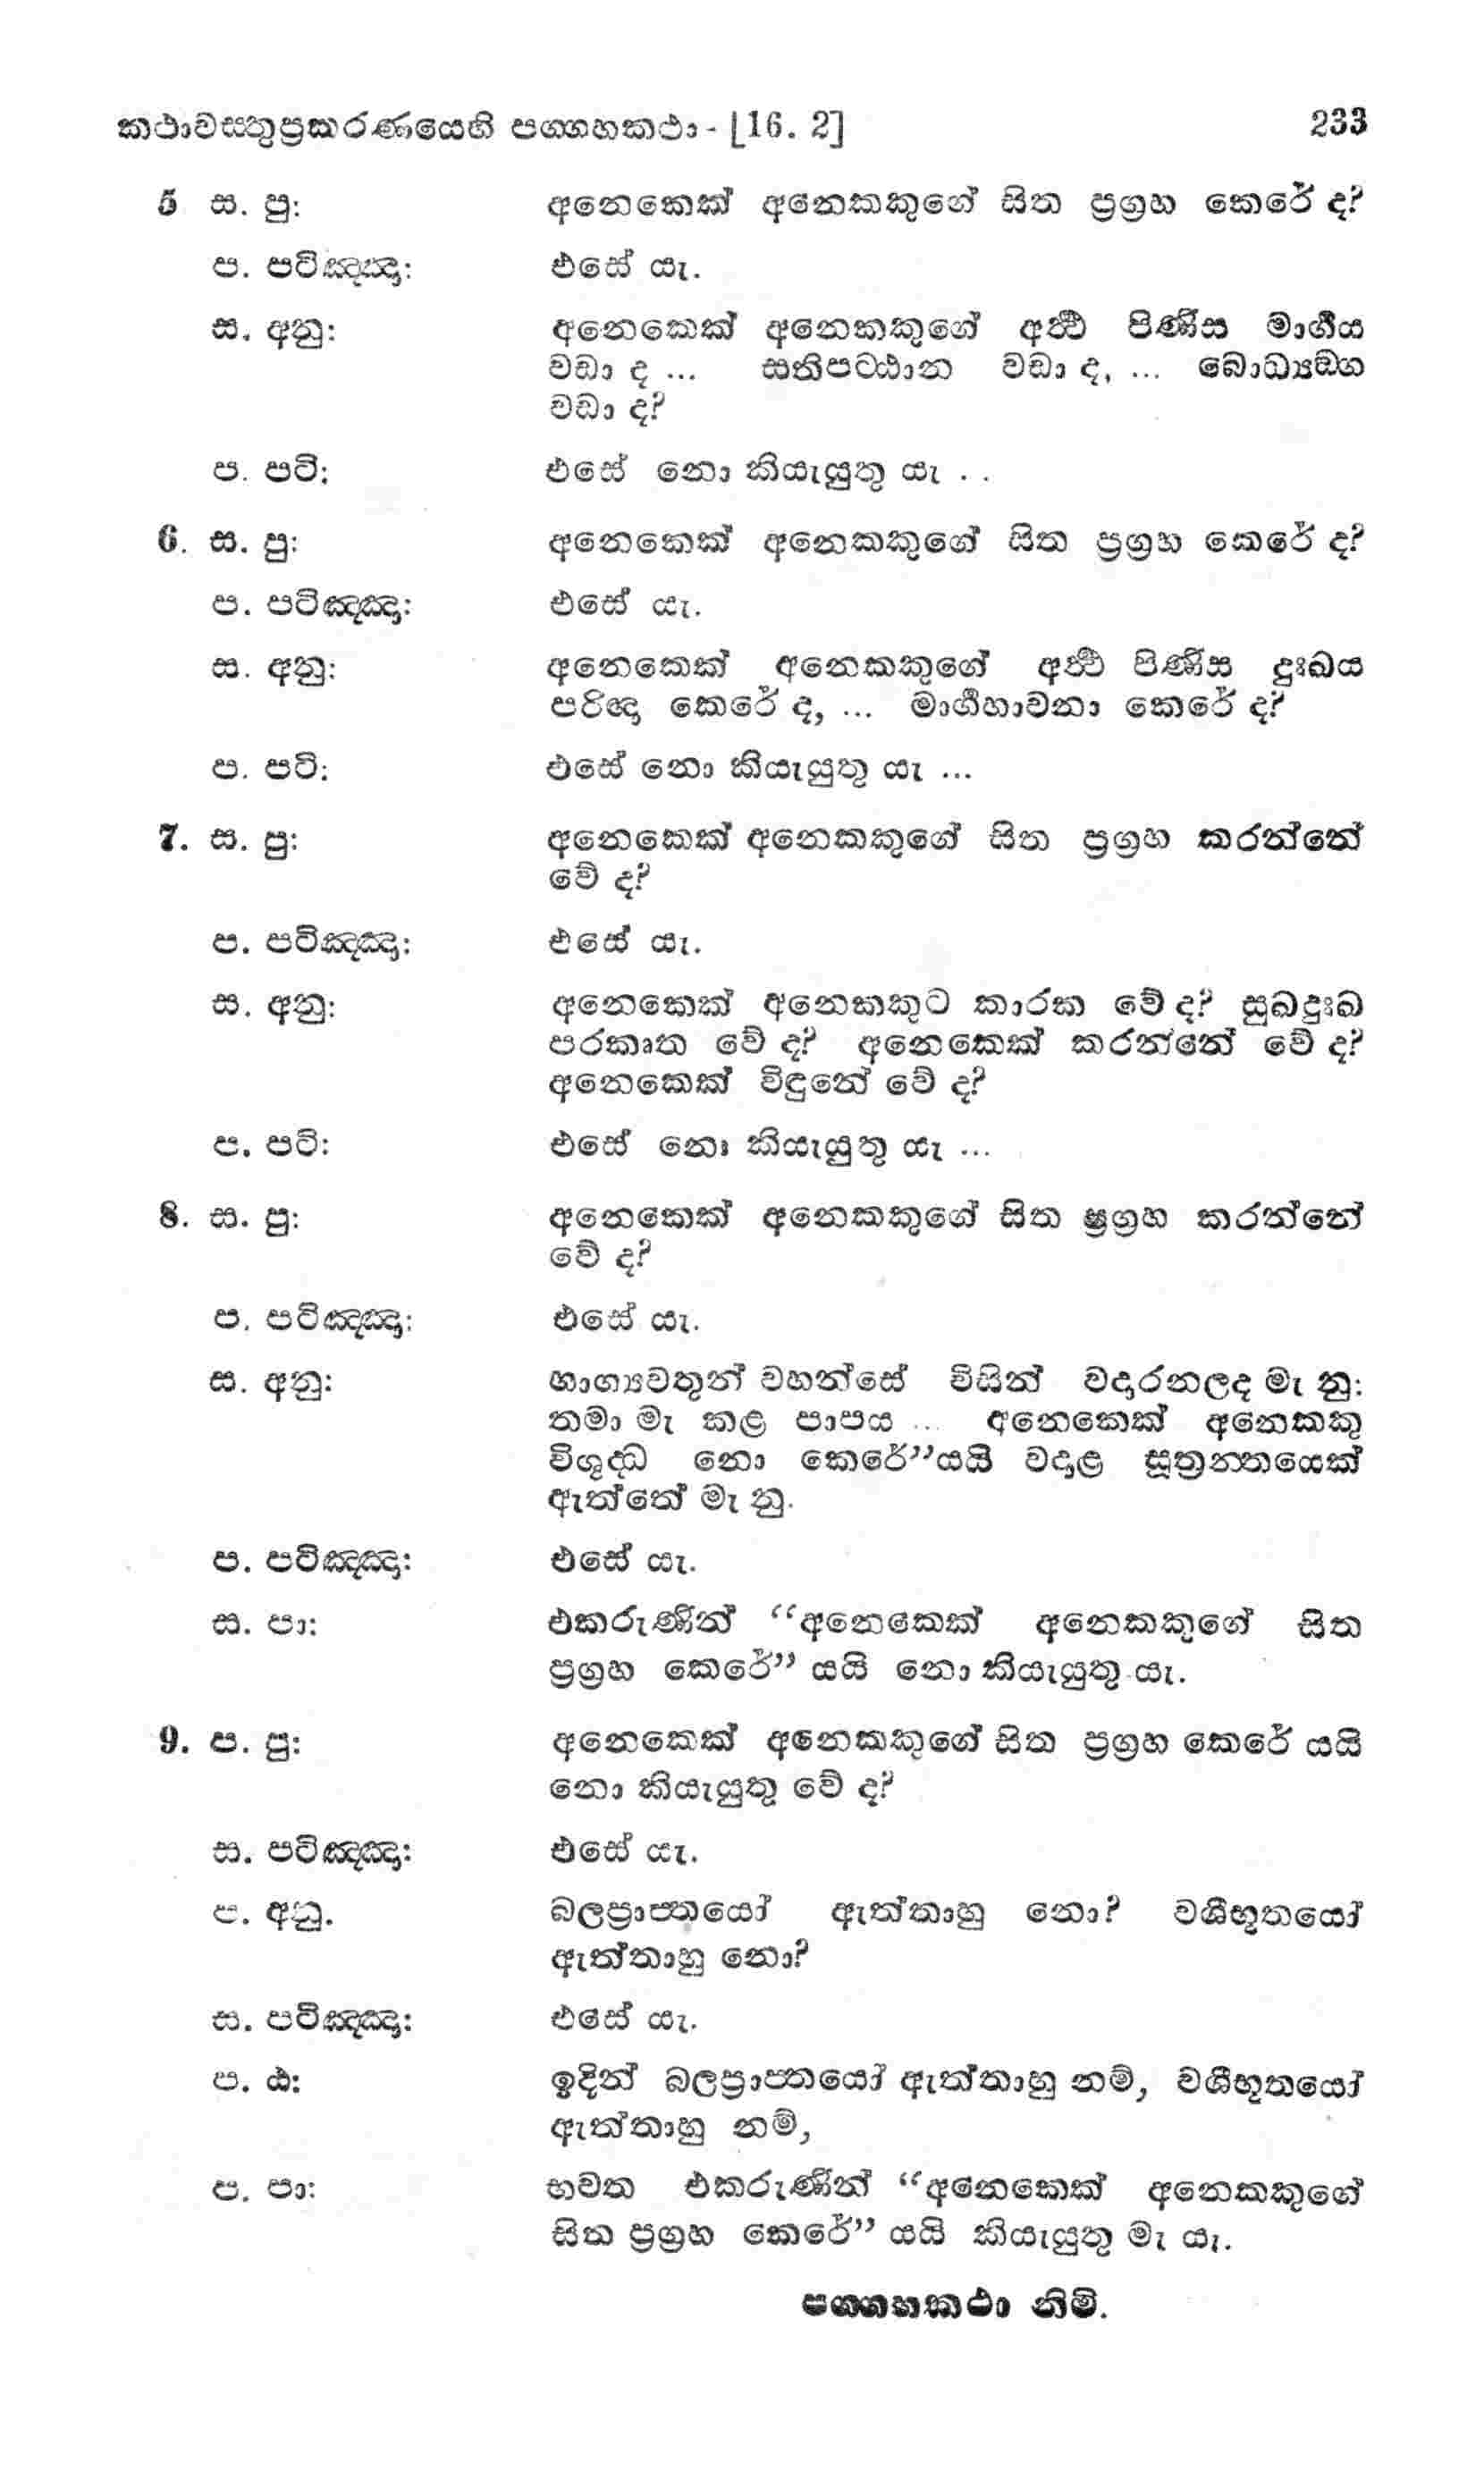 කථාවත්‍ථුප්‍රකරණයෙහි පග්ගහකථා - [16. 2] 233
5 ස. පු: අනෙකෙක් අනෙකකුගේ සිත ප්‍රග්‍රහ කෙරේ ද?
ප. පටිඤ්ඤා: එසේ යැ.
ස. අනු: අනෙකෙක් අනෙකකුගේ අර්‍ත්‍ථ පිණිස මාර්‍ගය
වඩා ද ... සතිපට්ඨාන වඩා ද, ... බොධ්‍යඞ්ග
වඩා ද?
ප. පටි: එසේ නො කියැයුතු යැ . .
6. ස. පු: අනෙකෙක් අනෙකකුගේ සිත ප්‍රග්‍රහ කෙරේ ද?
ප. පටිඤ්ඤා: එසේ යැ.
ස. අනු: අනෙකෙක් අනෙකකුගේ අර්‍ත්‍ථ පිණිස දුඃඛය
පරිඥා කෙරේ ද, ... මාර්‍ගභාවනා කෙරේ ද?
ප. පටි: එසේ නො කියැයුතු යැ ...
7. ස. පු: අනෙකෙක් අනෙකකුගේ සිත ප්‍රග්‍රහ කරන්නේ
වේ ද?
ප. පටිඤ්ඤා: එසේ යැ.
ස. අනු: අනෙකෙක් අනෙකකුට කාරක වේ ද? සුඛදුඃඛ
පරකෘත වේ ද? අනෙකෙක් කරන්නේ වේ ද?
අනෙකෙක් විඳුනේ වේ ද?
ප. පටි: එසේ නො කියැයුතු යැ ...
8. ස. පු: අනෙකෙක් අනෙකකුගේ සිත ප්‍රග්‍රහ කරන්නේ
වේ ද?
ප. පටිඤ්ඤා: එසේ යැ.
ස. අනු: භාග්‍යවතුන් වහන්සේ විසින් වදාරනලද මැ නු:
තමා මැ කළ පාපය ... අනෙකෙක් අනෙකකු
විශුද්ධ නො කෙරේ”යයි වදාළ සූත්‍රන්තයෙක්
ඇත්තේ මැ නු.
ප. පටිඤ්ඤා: එසේ යැ.
ස. පා: එකරුණින් “අනෙකෙක් අනෙකකුගේ සිත
ප්‍රග්‍රහ කෙරේ” යයි නො කියැයුතු යැ.
9. ප. පු: අනෙකෙක් අනෙකකුගේ සිත ප්‍රග්‍රහ කෙරේ යයි
නො කියැයුතු වේ ද?
ස. පටිඤ්ඤා: එසේ යැ.
ප. අනු. බලප්‍රාප්තයෝ ඇත්තාහු නො? වශීභූතයෝ
ඇත්තාහු නො?
ස. පටිඤ්ඤා: එසේ යැ.
ප. ඨ: ඉදින් බලප්‍රාප්තයෝ ඇත්තාහු නම්, වශීභූතයෝ
ඇත්තාහු නම්,
ප. පා: භවත එකරුණින් “අනෙකෙක් අනෙකකුගේ
සිත ප්‍රග්‍රහ කෙරේ” යයි කියැයුතු මැ යැ.
පග්ගහකථා නිමි.